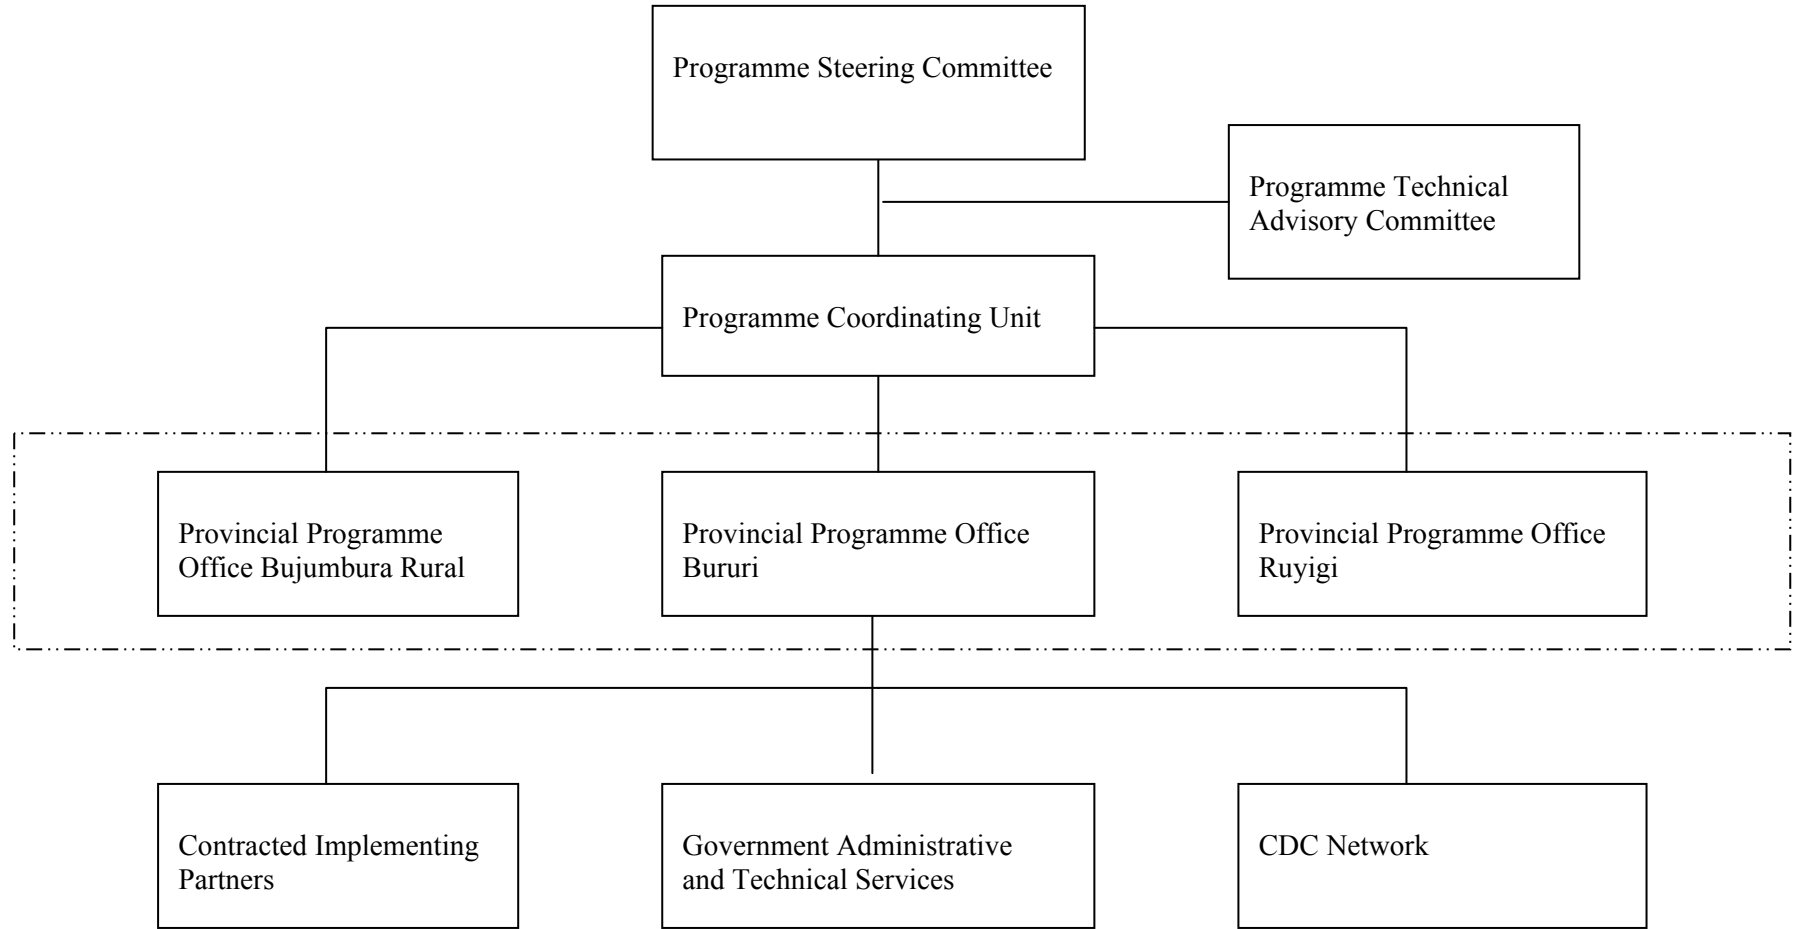 Programme Steering Committee
Programme Technical
Advisory Committee
Programme Coordinating Unit
Provincial Programme
Office Bujumbura Rural
Provincial Programme Office
Bururi
Provincial Programme Office
Ruyigi
Contracted Implementing
Partners
Government Administrative
and Technical Services
CDC Network